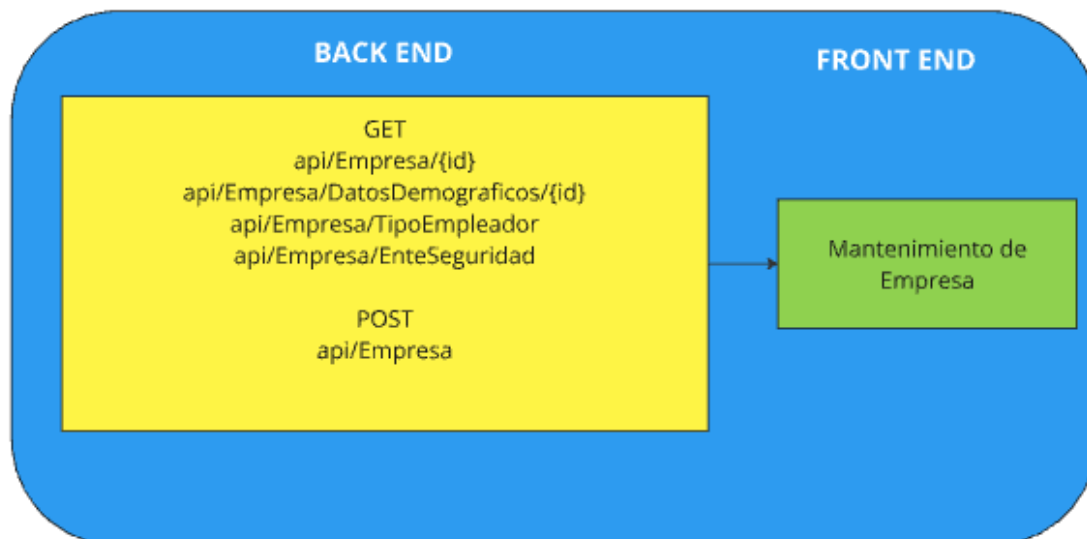 BACK END
FRONT END
GET
api/Empresa/{id}
api/Empresa/DatosDemograficos/{id}
api/Empresa/TipoEmpleador
api/Empresa/EnteSeguridad
POST
api/Empresa
Mantenimiento de
Empresa